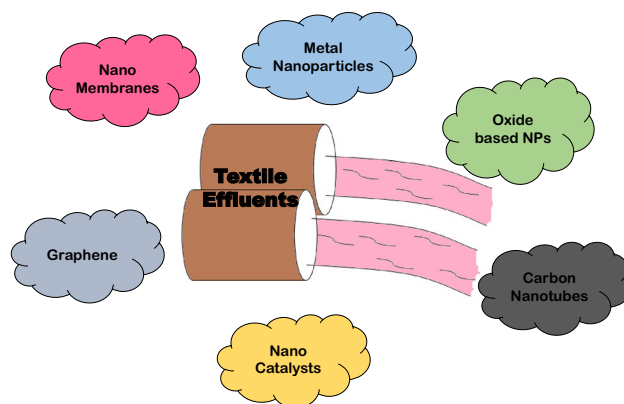 Metal
Nanoparticles
Nano
Membranes
Oxide
based NPs
Textile
Effluents
Graphene
Carbon
Nanotubes
Nano
Catalysts